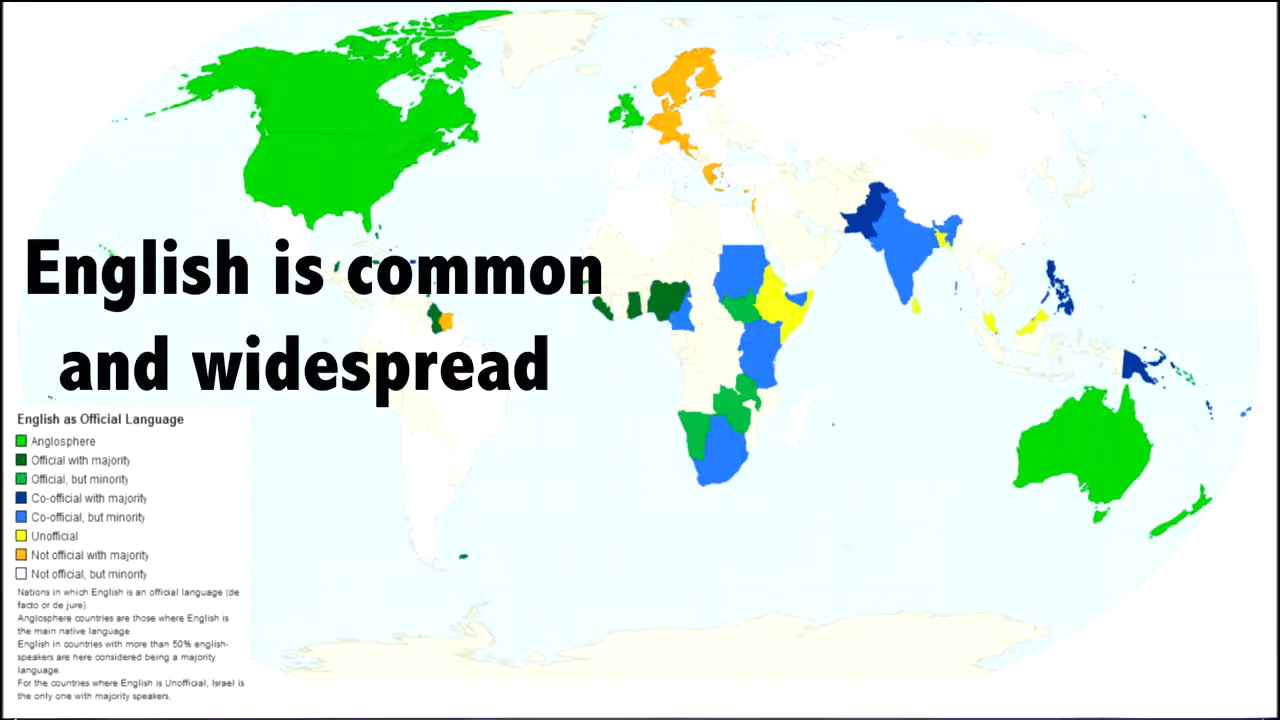 English is common
and widespread
English as Official Language
Anglosphere
Official with majority
Official, but minority
Co-official with majority
Co-official, but minority
Unofficial
Not official with majority
Not official, but minority
Nations in which English is an official language (de
facto or de jure).
Anglosphere countries are those where English is
the main native language.
English in countries with more than 50% english-
speakers are here considered being a majority
language.
For the countries where English is Unofficial, Israel is
the only one with majority speakers.